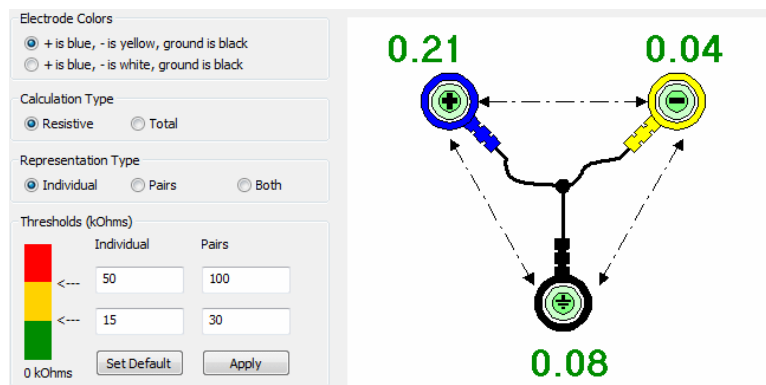 Electrode Colors
+ is blue, - is yellow, ground is black
+ is blue, - is white, ground is black
Calculation Type
Resistive Total
Representation Type
Individual Pairs Both
Thresholds (kOhms)
Individual Pairs
<--- 50 100
<--- 15 30
0 kOhms Set Default Apply
0.21 0.04
+ -
0.08